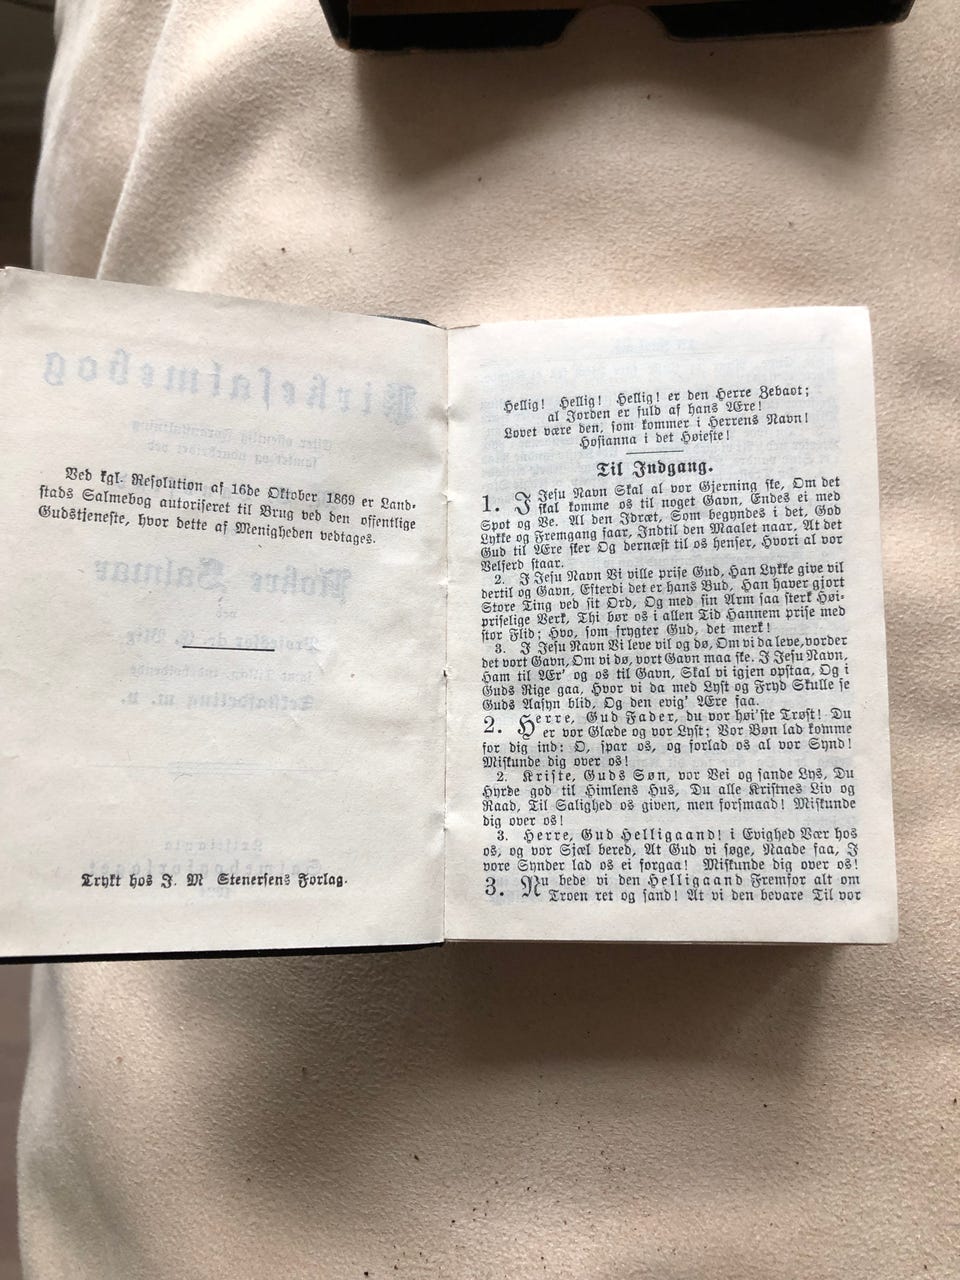 Ved kgl. Resolution af 16de Oktober 1869 er Land-
stads Salmebog autoriseret til Brug ved den offentlige
Gudstjeneste, hvor dette af Menigheden vedtages.
Trykt hos J. M Stenersens Forlag.
Hellig! Hellig! Hellig! er den Herre Zebaot;
al Jorden er fuld af hans Ære!
Lovet være den, som kommer i Herrens Navn!
Hosianna i det Høieste!
Til Indgang.
1. I Jesu Navn Skal al vor Gjerning ske, Om det
skal komme os til noget Gavn, Endes ei med
Spot og Ve. Al den Idræt, Som begyndes i det, God
Lykke og Fremgang faar, Indtil den Maalet naar, At det
Gud til Ære sker Og dernæst til os henser, Hvori al vor
Velferd staar.
2. I Jesu Navn Vi ville prise Gud, Han Lykke give vil
dertil og Gavn, Efterdi det er hans Bud, Han haver gjort
Store Ting ved sit Ord, Og med sin Arm saa sterk Høi-
priselige Verk, Thi bør os i allen Tid Hannem prise med
stor Flid; Hvo, som frygter Gud, det merk!
3. I Jesu Navn Vi leve vil og dø, Om vi da leve, vorder
det vort Gavn, Om vi dø, vort Gavn maa ske. I Jesu Navn,
Ham til Ær' og os til Gavn, Skal vi igjen opstaa, Og i
Guds Rige gaa, Hvor vi da med Lyst og Fryd Skulle se
Guds Aasyn blid, Og den evig' Ære faa.
2. Herre, Gud Fader, du vor høi'ste Trøst! Du
er vor Glæde og vor Lyst; Vor Bøn lad komme
for dig ind: O, spar os, og forlad os al vor Synd!
Miskunde dig over os!
2. Kriste, Guds Søn, vor Vei og sande Lys, Du
Hyrde god til Himlens Hus, Du alle Kristnes Liv og
Raad, Til Salighed os given, men forsmaad! Miskunde
dig over os!
3. Herre, Gud Helligaand! i Evighed Vær hos
os, og vor Sjæl bered, At Gud vi søge, Naade faa, I
vore Synder lad os ei forgaa! Miskunde dig over os!
3. Nu bede vi den Helligaand Fremfor alt om
Troen ret og sand! At vi den bevare Til vor